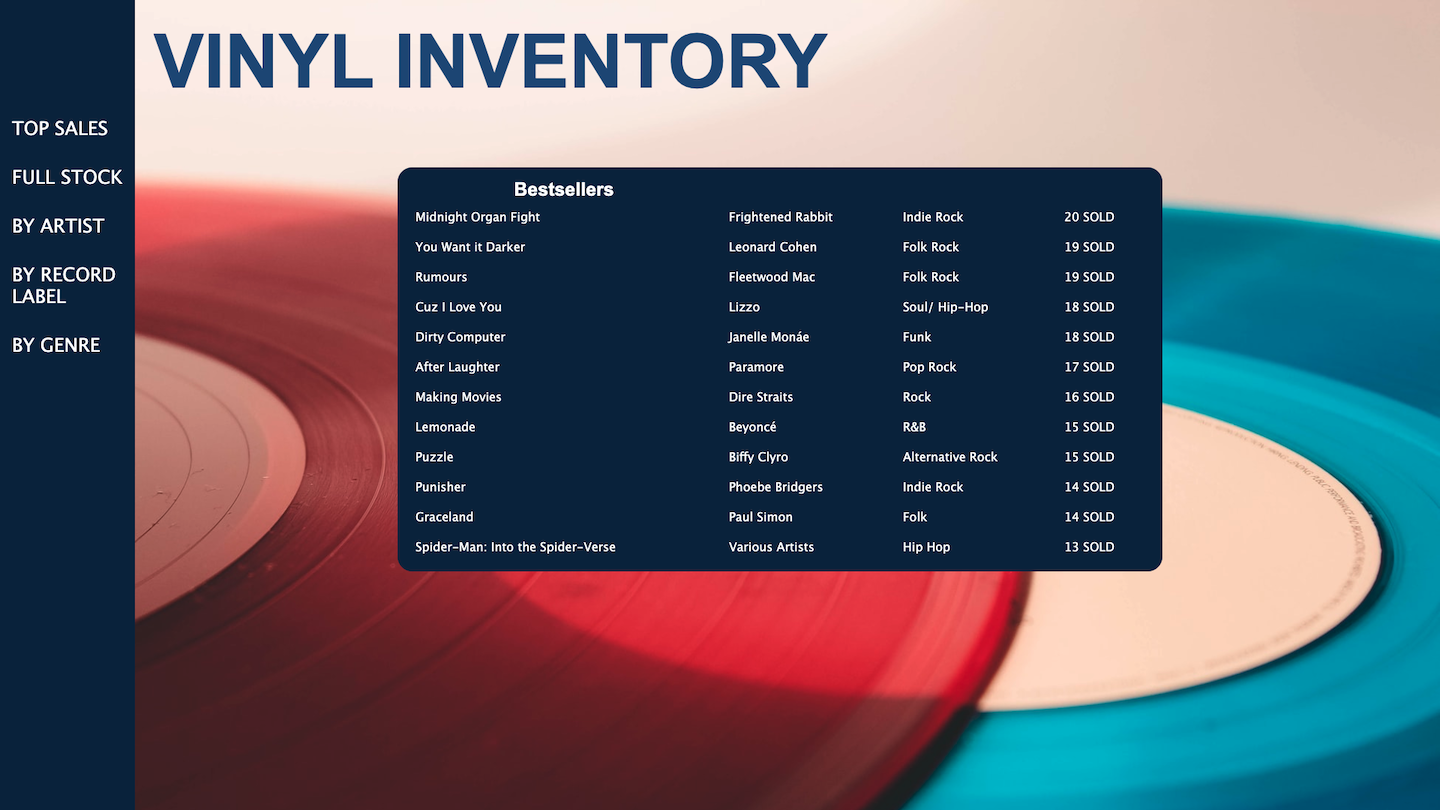 VINYL INVENTORY
TOP SALES
FULL STOCK
BY ARTIST
BY RECORD
LABEL
BY GENRE
Bestsellers
Midnight Organ Fight Frightened Rabbit Indie Rock 20 SOLD
You Want it Darker Leonard Cohen Folk Rock 19 SOLD
Rumours Fleetwood Mac Folk Rock 19 SOLD
Cuz I Love You Lizzo Soul/ Hip-Hop 18 SOLD
Dirty Computer Janelle Monáe Funk 18 SOLD
After Laughter Paramore Pop Rock 17 SOLD
Making Movies Dire Straits Rock 16 SOLD
Lemonade Beyoncé R&B 15 SOLD
Puzzle Biffy Clyro Alternative Rock 15 SOLD
Punisher Phoebe Bridgers Indie Rock 14 SOLD
Graceland Paul Simon Folk 14 SOLD
Spider-Man: Into the Spider-Verse Various Artists Hip Hop 13 SOLD